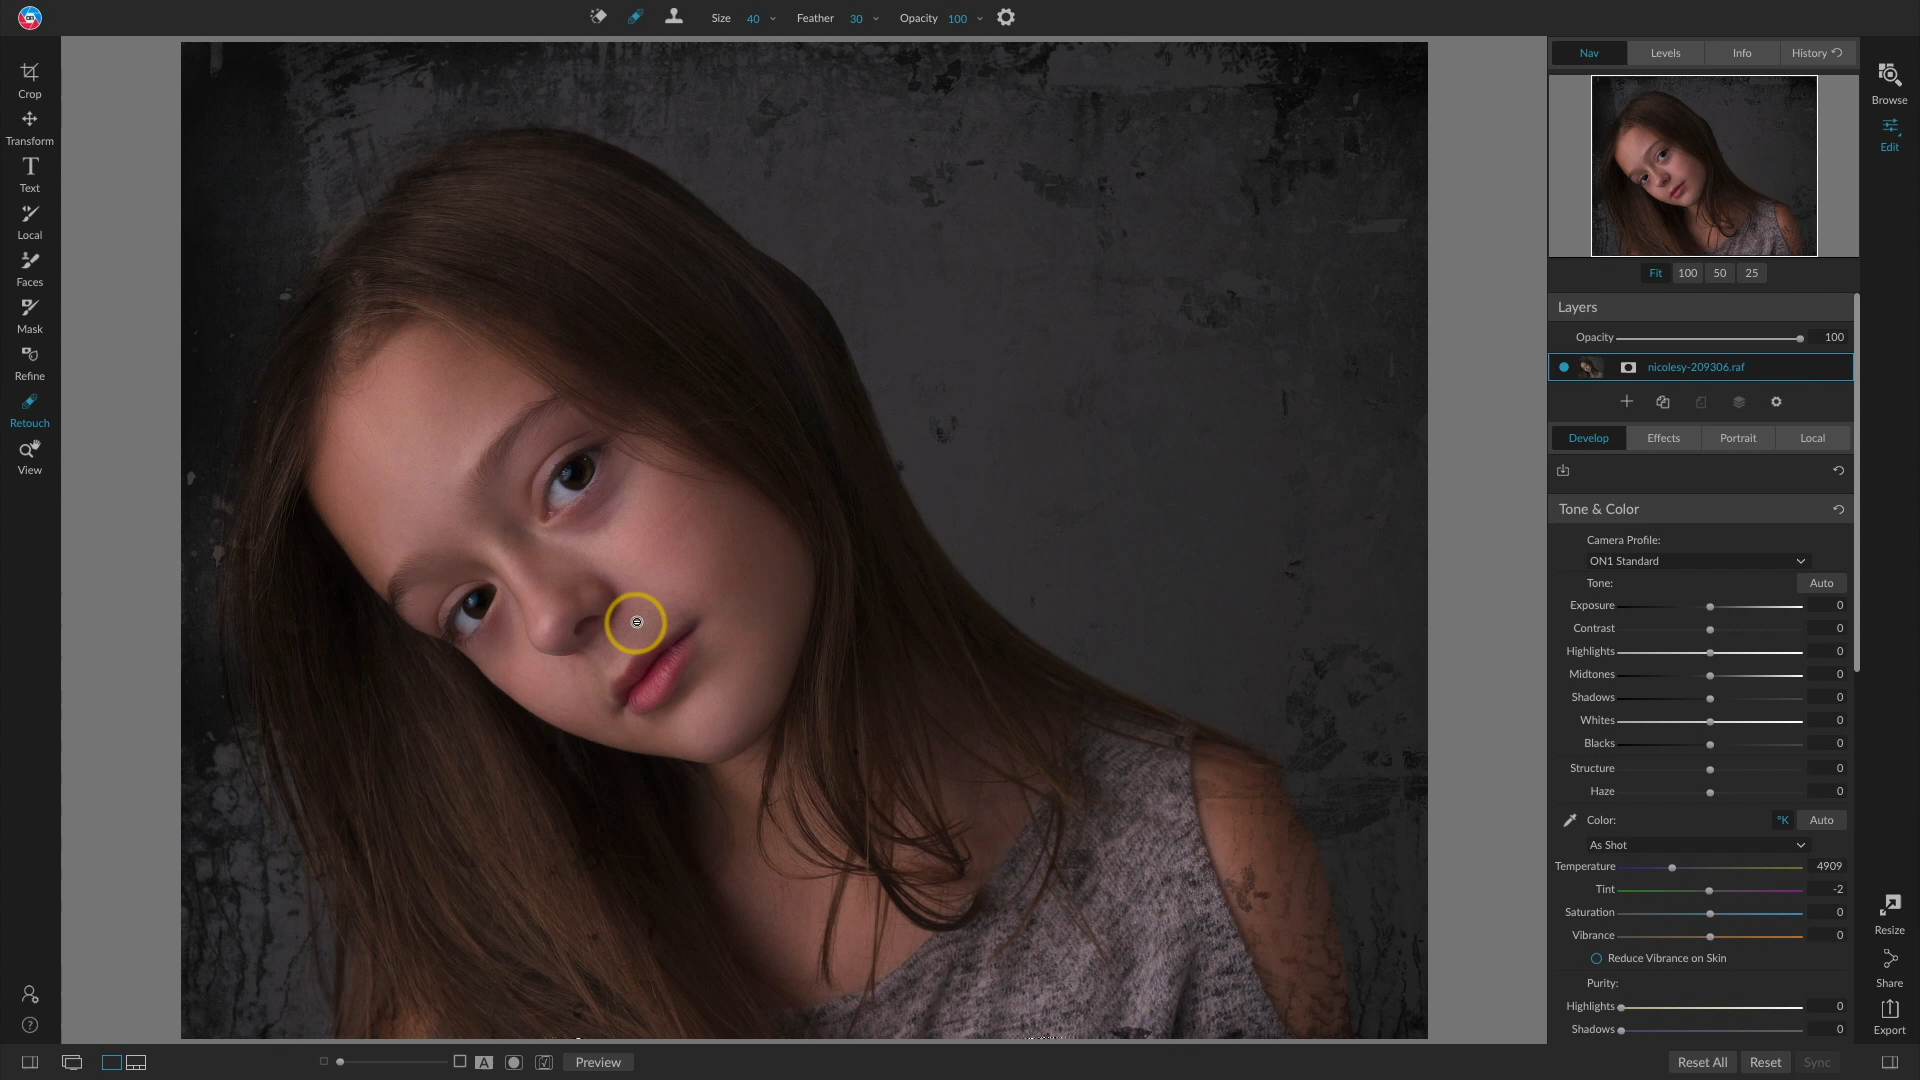 Size 40 Feather 30 Opacity 100
Crop
Transform
Text
Local
Faces
Mask
Refine
Retouch
View
Nav Levels Info History
Fit 100 50 25
Layers
Opacity 100
nicolesy-209306.raf
Develop Effects Portrait Local
Tone & Color
Camera Profile:
ON1 Standard
Tone: Auto
Exposure 0
Contrast 0
Highlights 0
Midtones 0
Shadows 0
Whites 0
Blacks 0
Structure 0
Haze 0
Color: °K Auto
As Shot
Temperature 4909
Tint -2
Saturation 0
Vibrance 0
Reduce Vibrance on Skin
Purity:
Highlights 0
Shadows 0
Browse
Edit
Resize
Share
Export
A Preview
Reset All Reset Sync